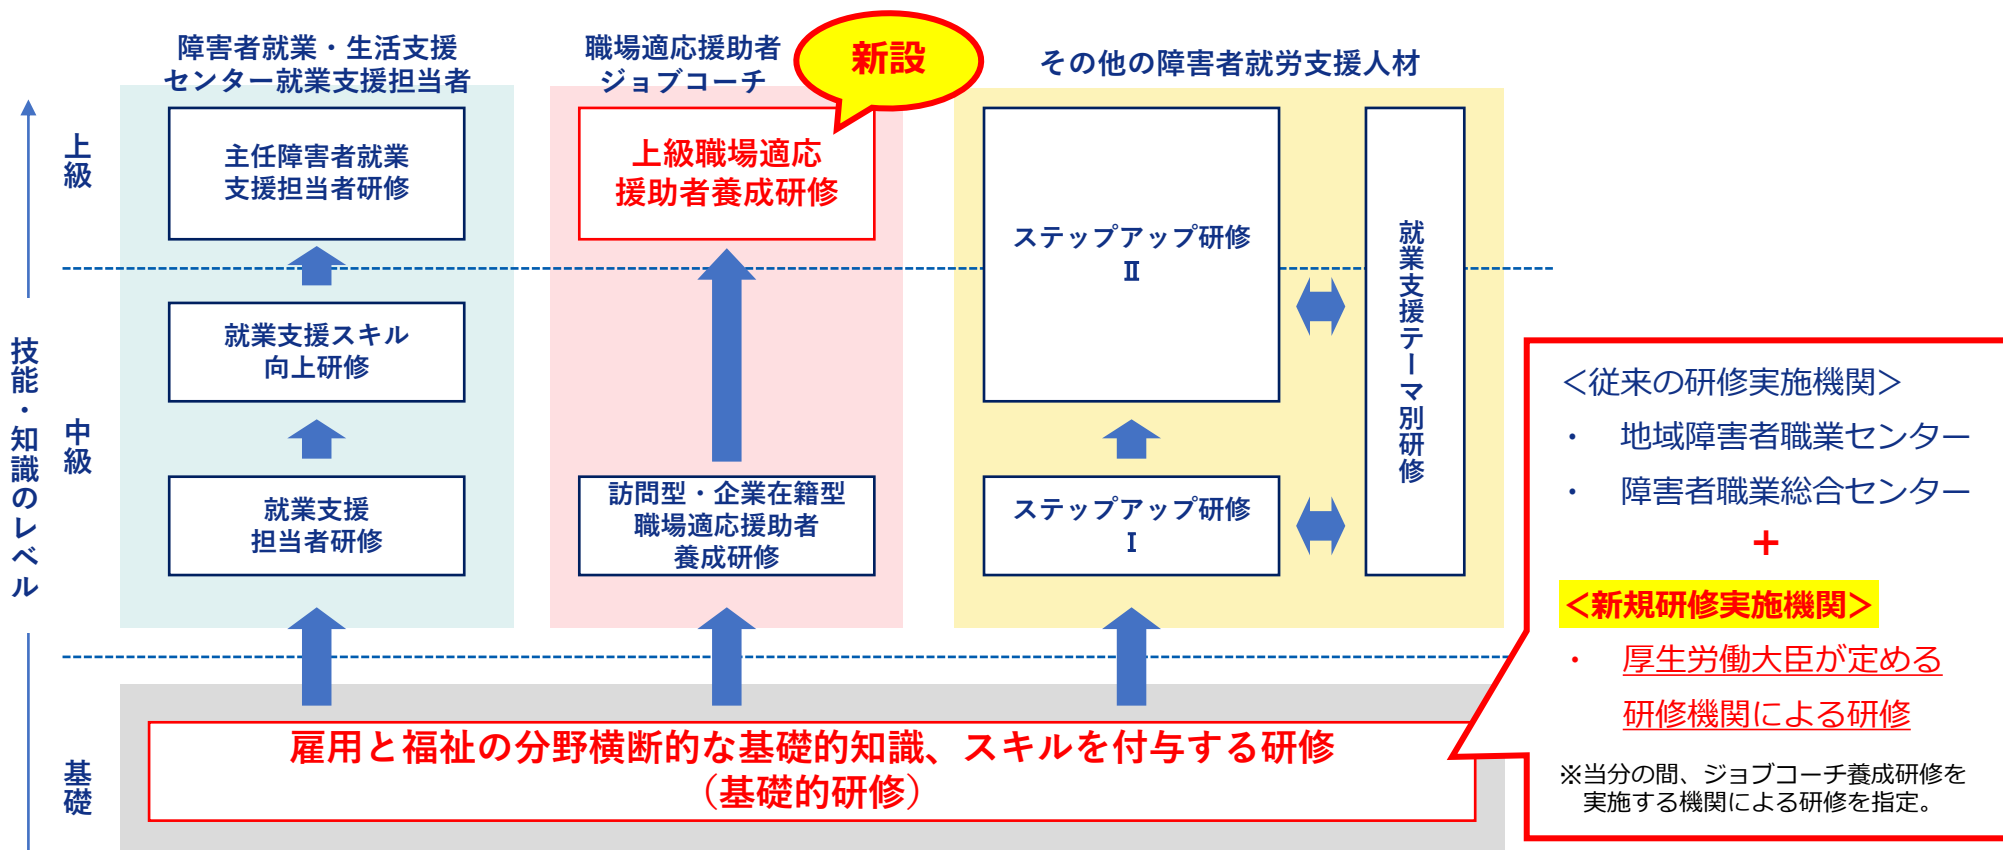 障害者就業・生活支援
センター就業支援担当者
職場適応援助者
ジョブコーチ
新設
その他の障害者就労支援人材
技能・知識のレベル
上級
中級
基礎
主任障害者就業
支援担当者研修
就業支援スキル
向上研修
就業支援
担当者研修
上級職場適応
援助者養成研修
訪問型・企業在籍型
職場適応援助者
養成研修
ステップアップ研修
Ⅱ
ステップアップ研修
Ⅰ
就業支援テーマ別研修
雇用と福祉の分野横断的な基礎的知識、スキルを付与する研修
（基礎的研修）
＜従来の研修実施機関＞
・　地域障害者職業センター
・　障害者職業総合センター
＋
＜新規研修実施機関＞
・　厚生労働大臣が定める
研修機関による研修
※当分の間、ジョブコーチ養成研修を
実施する機関による研修を指定。